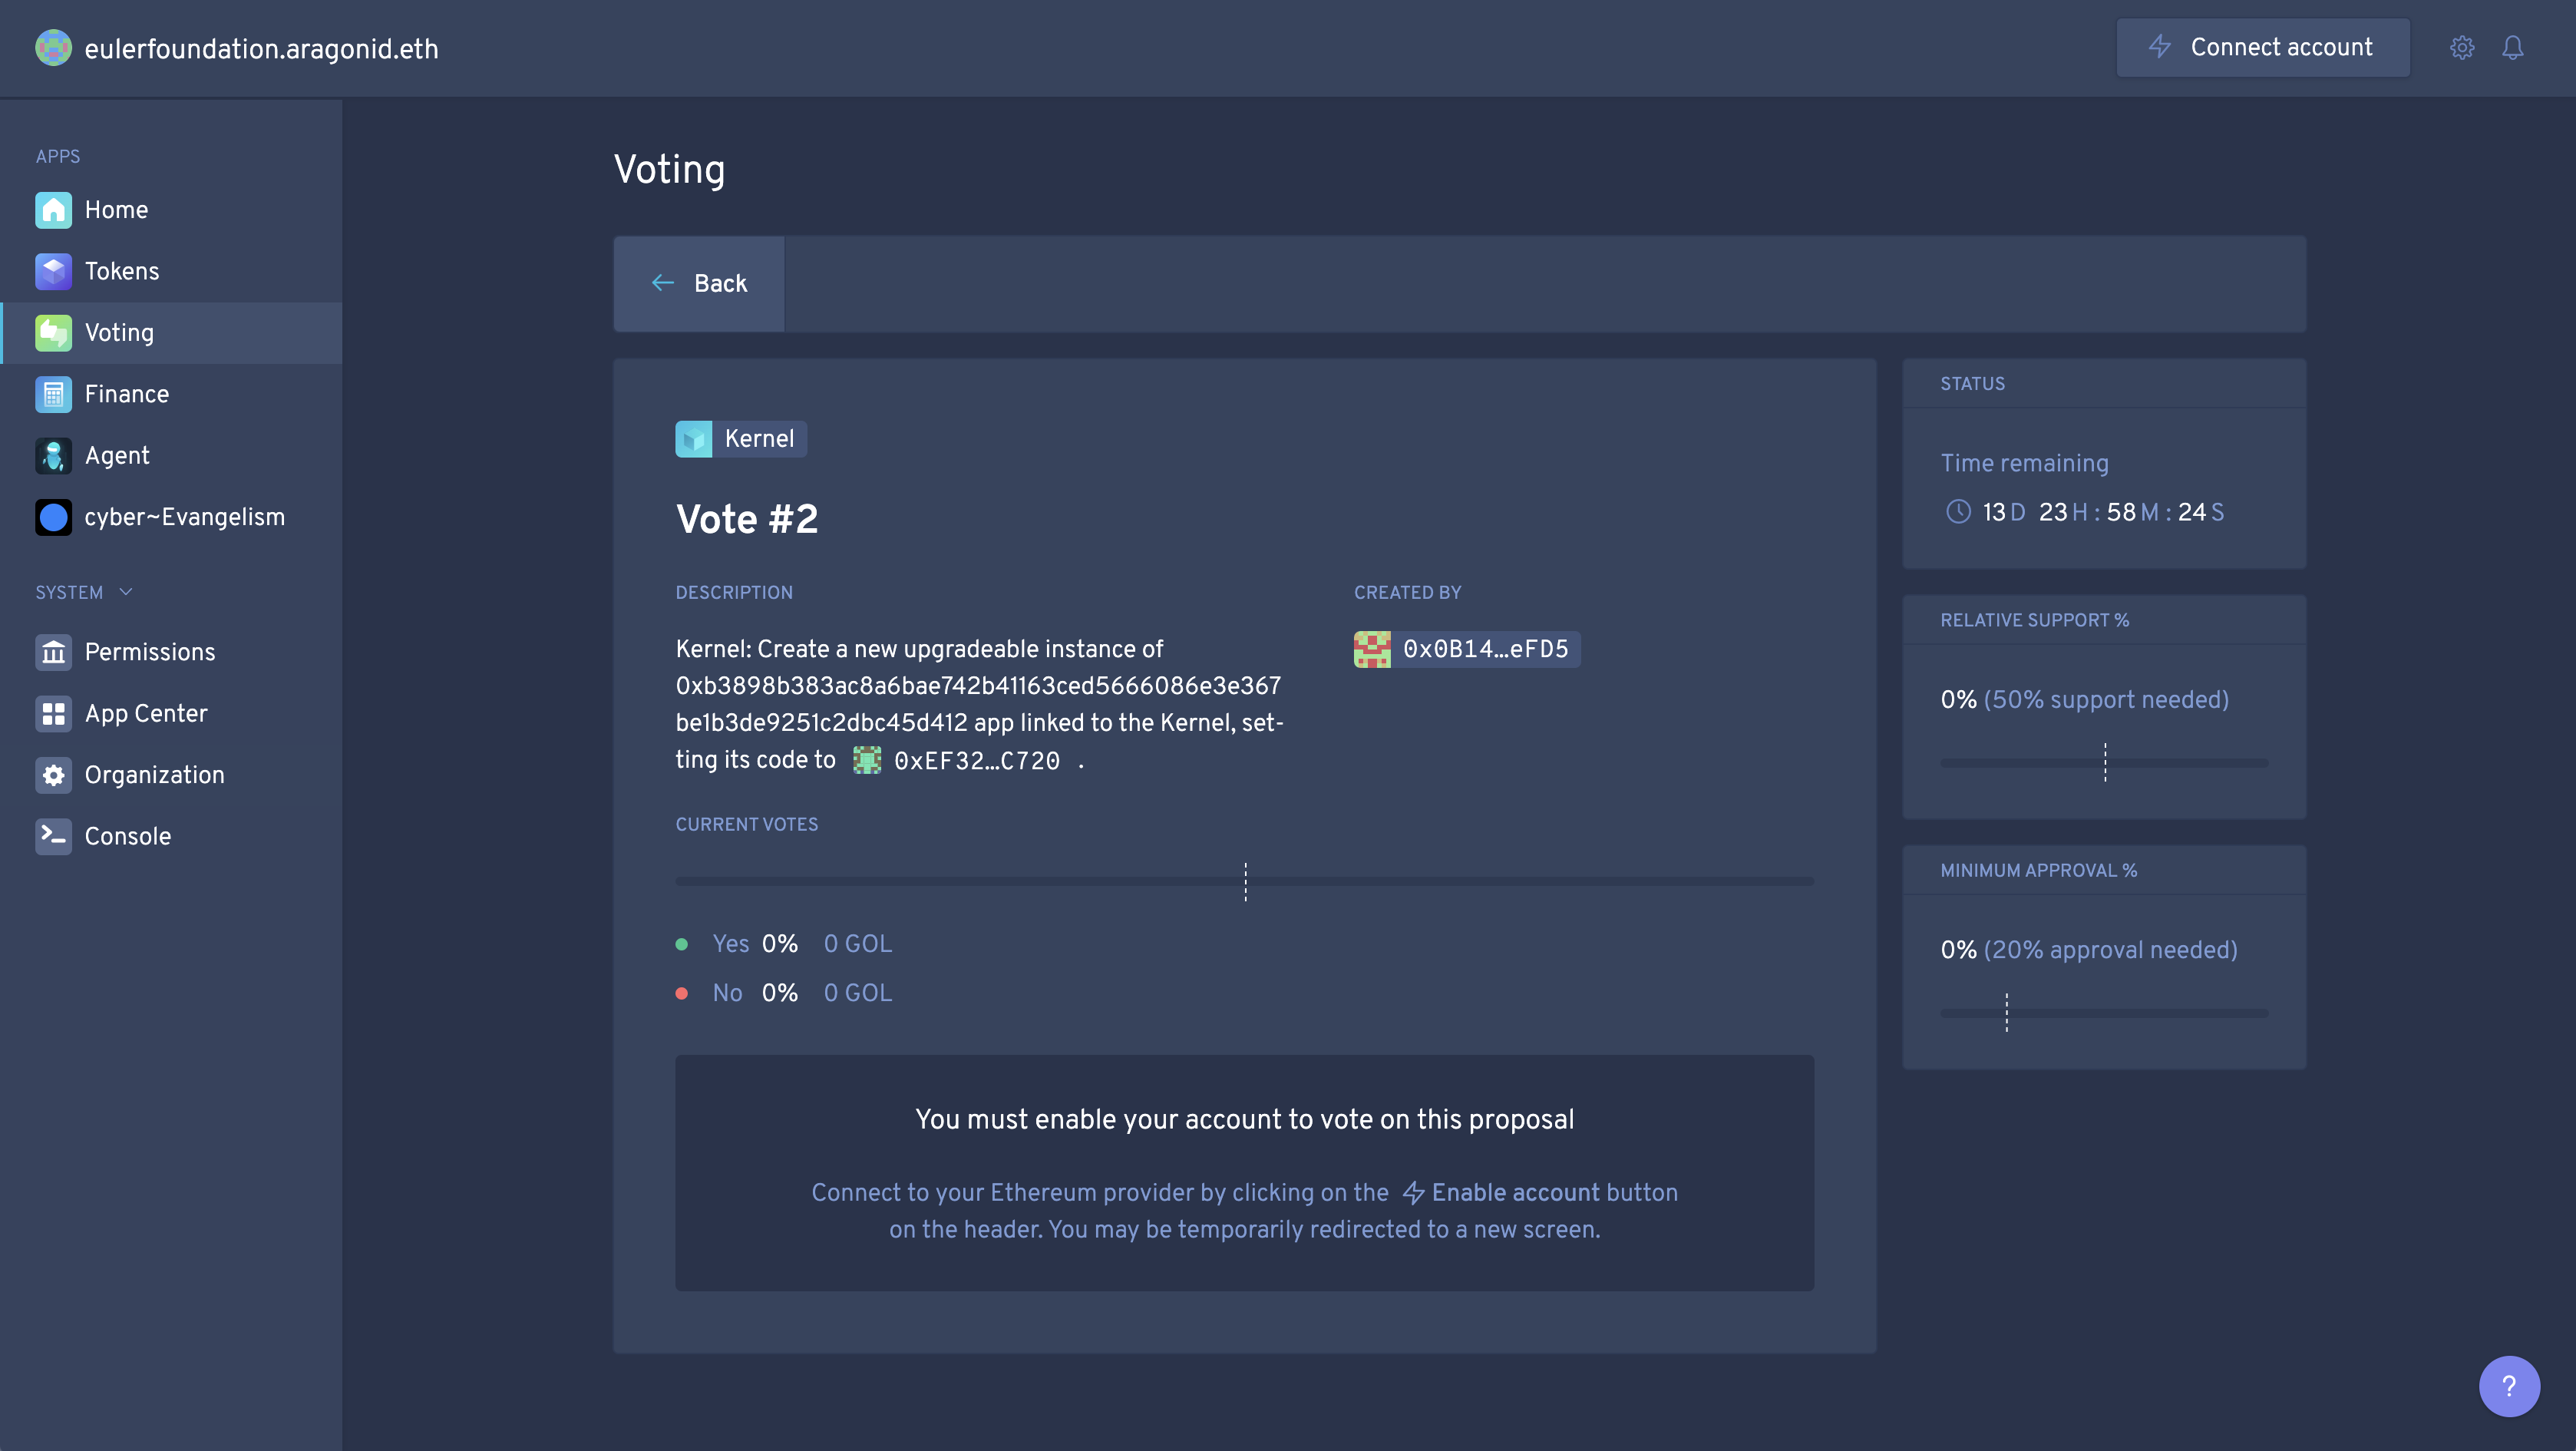 eulerfoundation.aragonid.eth
Connect account
APPS
Home
Tokens
Voting
Finance
Agent
cyber~Evangelism
SYSTEM
Permissions
App Center
Organization
Console
Voting
Back
Kernel
Vote #2
DESCRIPTION
Kernel: Create a new upgradeable instance of
0xb3898b383ac8a6bae742b41163ced5666086e3e367
be1b3de9251c2dbc45d412 app linked to the Kernel, set-
ting its code to 0xEF32…C720 .
CREATED BY
0x0B14…eFD5
CURRENT VOTES
Yes 0% 0 GOL
No 0% 0 GOL
You must enable your account to vote on this proposal
Connect to your Ethereum provider by clicking on the Enable account button
on the header. You may be temporarily redirected to a new screen.
STATUS
Time remaining
13 D 23 H : 58 M : 24 S
RELATIVE SUPPORT %
0% (50% support needed)
MINIMUM APPROVAL %
0% (20% approval needed)
?